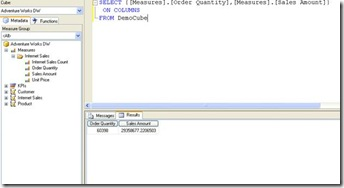 Cube
Adventure Works DW
Metadata
Functions
Measure Group:
<All>
Adventure Works DW
Measures
Internet Sales
Internet Sales Count
Order Quantity
Sales Amount
Unit Price
KPIs
Customer
Internet Sales
Product
SELECT {[Measures].[Order Quantity],[Measures].[Sales Amount]}
ON COLUMNS
FROM DemoCube
Messages
Results
Order Quantity
Sales Amount
60398
29358677.2206503